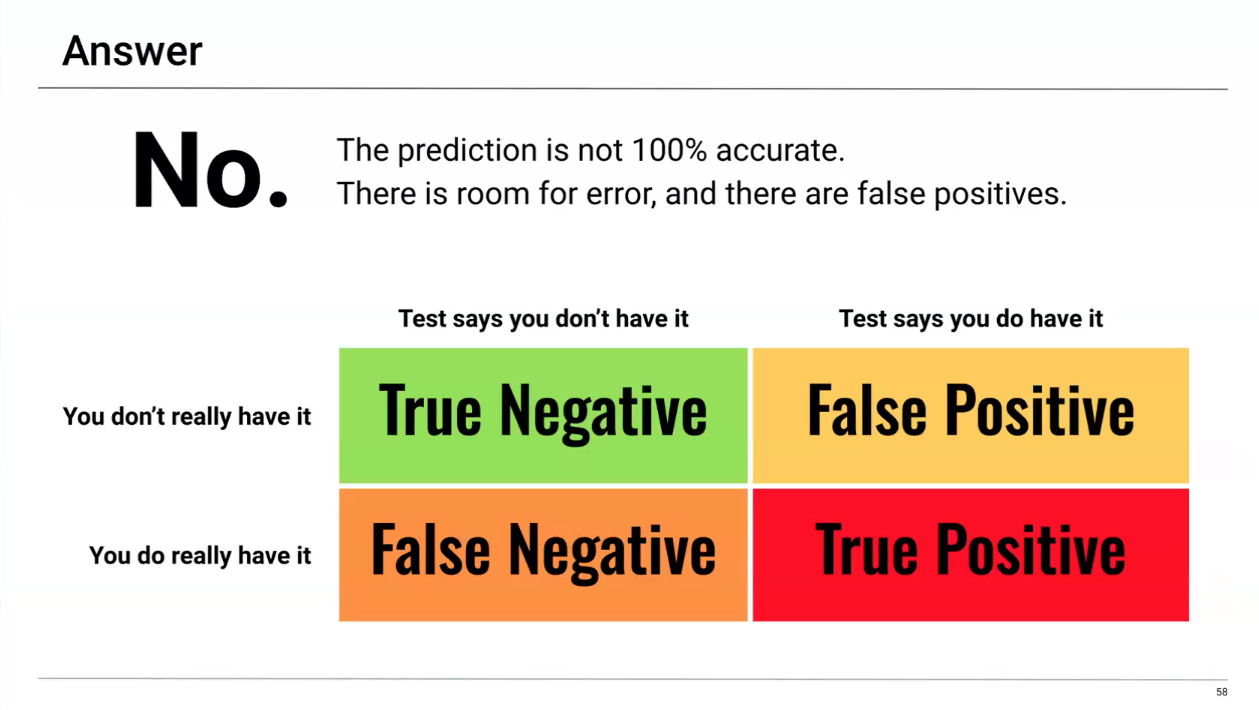 Answer
No.
The prediction is not 100% accurate.
There is room for error, and there are false positives.
Test says you don’t have it
Test says you do have it
You don’t really have it
True Negative
False Positive
You do really have it
False Negative
True Positive
58